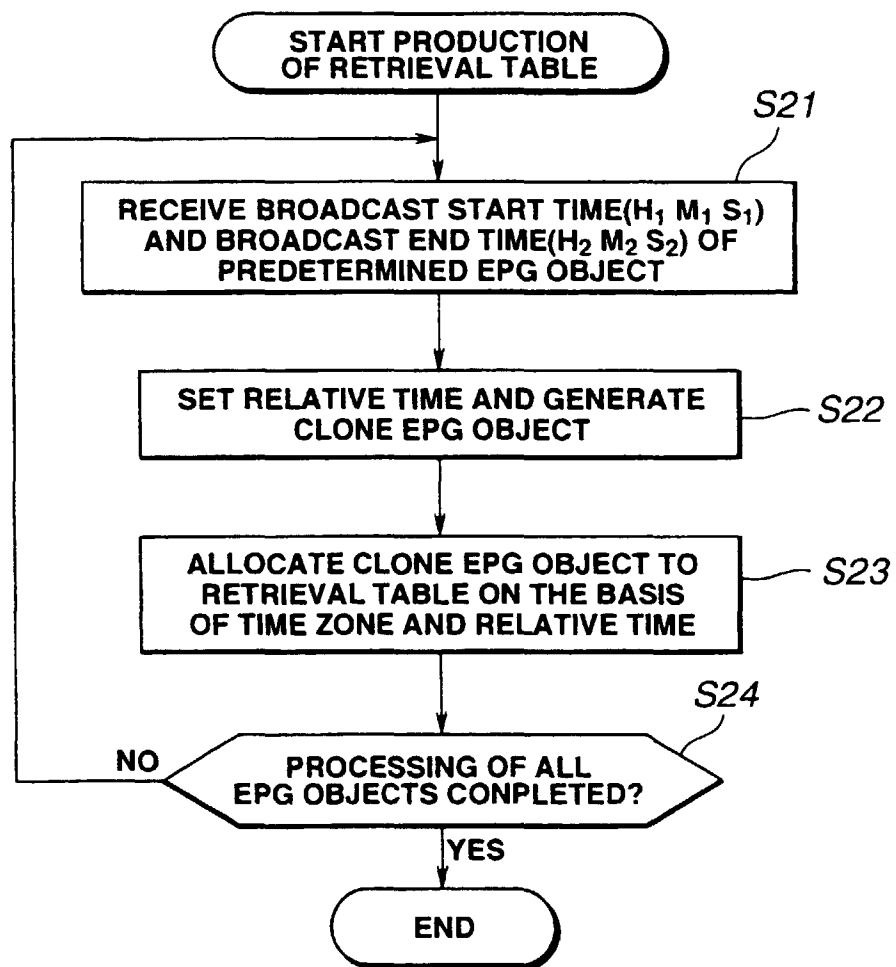 START PRODUCTION
OF RETRIEVAL TABLE
S21
RECEIVE BROADCAST START TIME(H₁ M₁ S₁)
AND BROADCAST END TIME(H₂ M₂ S₂) OF
PREDETERMINED EPG OBJECT
SET RELATIVE TIME AND GENERATE
CLONE EPG OBJECT
S22
ALLOCATE CLONE EPG OBJECT TO
RETRIEVAL TABLE ON THE BASIS
OF TIME ZONE AND RELATIVE TIME
S23
S24
NO
PROCESSING OF ALL
EPG OBJECTS CONPLETED?
YES
END